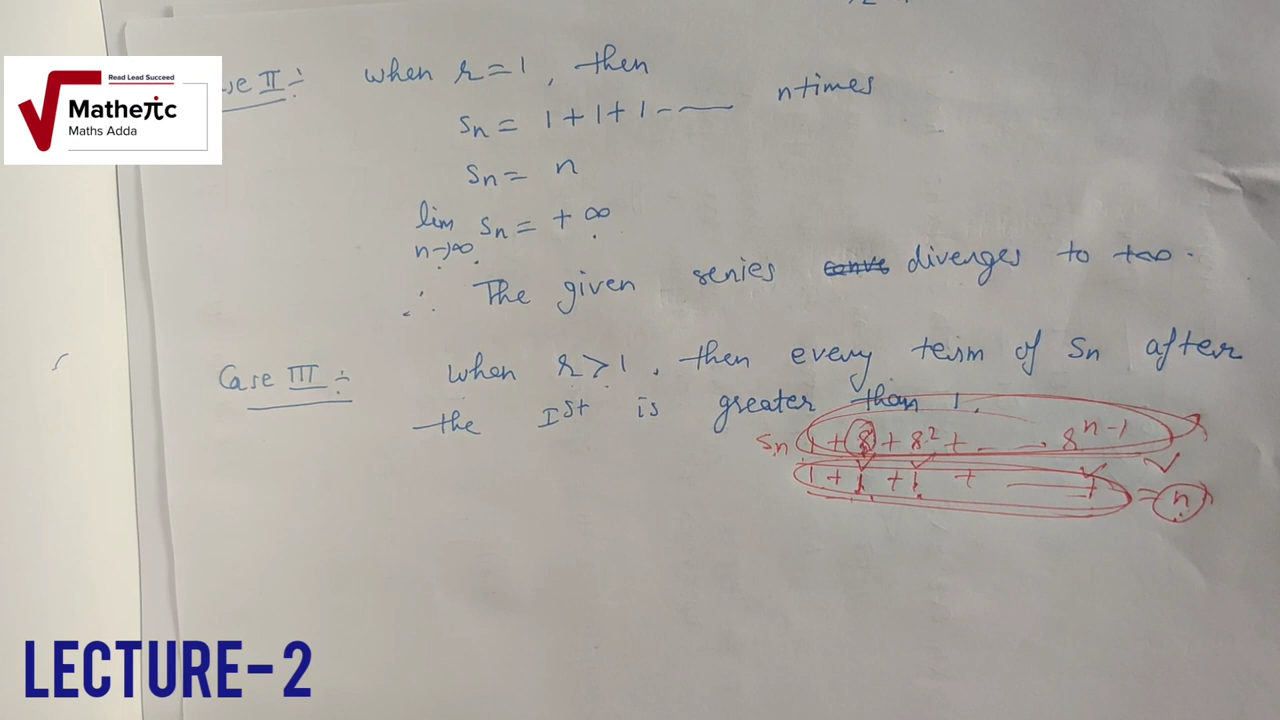 Read Lead Succeed
Matheπc
Maths Adda
II :-
when r = 1, then
Sn = 1 + 1 + 1 - —— n times
Sn = n
lim Sn = + ∞
n→∞
∴ The given series diverges to +∞.
Case III :- when r > 1, then every term of Sn after
the Ist is greater than 1.
Sn 1 + r + r² + - —— r^n-1
1 + 1 + 1 + —— = n
LECTURE- 2